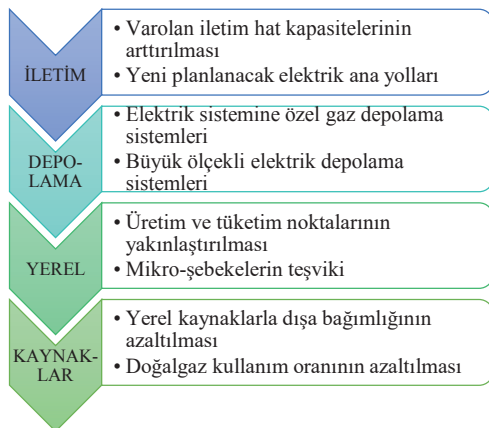 İLETİM
• Varolan iletim hat kapasitelerinin
arttırılması
• Yeni planlanacak elektrik ana yolları
DEPO-
LAMA
• Elektrik sistemine özel gaz depolama
sistemleri
• Büyük ölçekli elektrik depolama
sistemleri
YEREL
• Üretim ve tüketim noktalarının
yakınlaştırılması
• Mikro-şebekelerin teşviki
KAYNAK-
LAR
• Yerel kaynaklarla dışa bağımlığının
azaltılması
• Doğalgaz kullanım oranının azaltılması